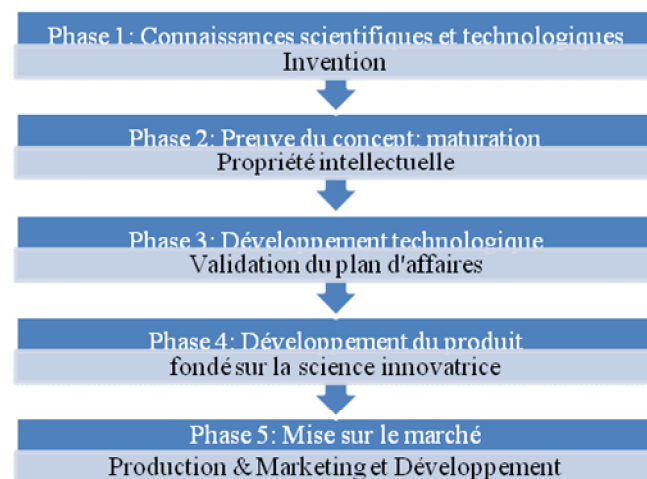 Phase 1: Connaissances scientifiques et technologiques
Invention
Phase 2: Preuve du concept: maturation
Propriété intellectuelle
Phase 3: Développement technologique
Validation du plan d'affaires
Phase 4: Développement du produit
fondé sur la science innovatrice
Phase 5: Mise sur le marché
Production & Marketing et Développement